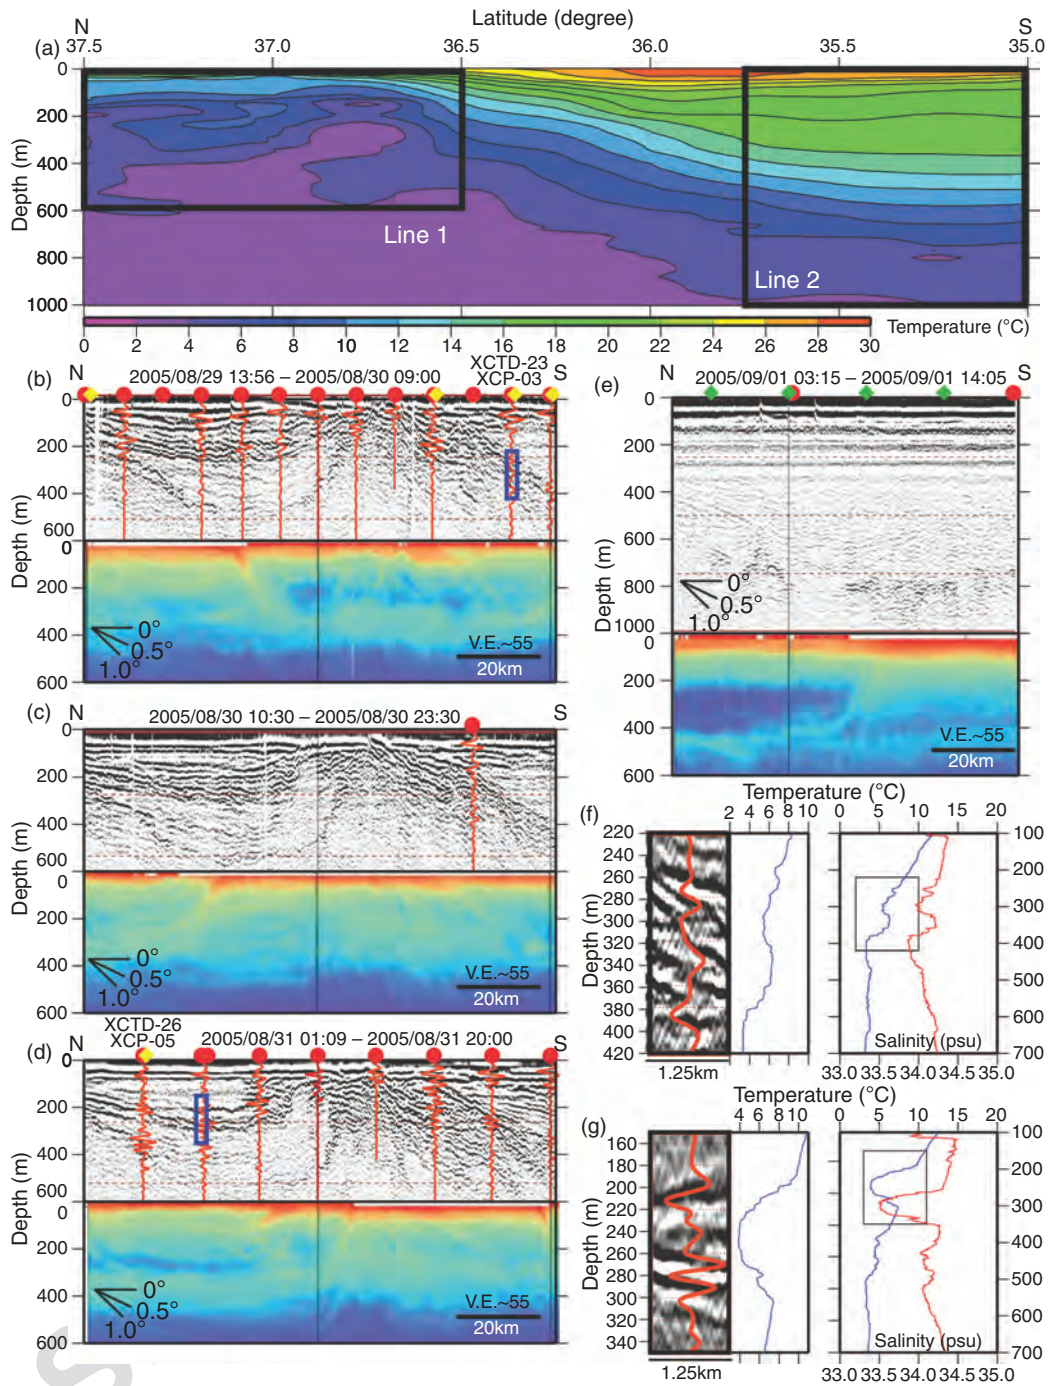 Latitude (degree)
N
S
(a)
37.5 37.0 36.5 36.0 35.5 35.0
0
200
400
600
800
1000
Depth (m)
Line 1
Line 2
0 2 4 6 8 10 12 14 16 18 20 22 24 26 28 30
Temperature (°C)
(b)
N
2005/08/29 13:56 – 2005/08/30 09:00
XCTD-23
XCP-03
S
0
200
400
600
0
200
400
600
Depth (m)
0°
0.5°
1.0°
V.E.~55
20km
(c)
N
2005/08/30 10:30 – 2005/08/30 23:30
S
0
200
400
600
0
200
400
600
Depth (m)
0°
0.5°
1.0°
V.E.~55
20km
XCTD-26
XCP-05
(d)
N
2005/08/31 01:09 – 2005/08/31 20:00
S
0
200
400
600
0
200
400
600
Depth (m)
0°
0.5°
1.0°
V.E.~55
20km
(e)
N
2005/09/01 03:15 – 2005/09/01 14:05
S
0
200
400
600
800
1000
0
200
400
600
Depth (m)
0°
0.5°
1.0°
V.E.~55
20km
Temperature (°C)
(f)
2 4 6 8 10 0 5 10 15 20
220
240
260
280
300
320
340
360
380
400
420
Depth (m)
100
200
300
400
500
600
700
Salinity (psu)
1.25km
33.0 33.5 34.0 34.5 35.0
Temperature (°C)
(g)
4 6 8 10 0 5 10 15 20
160
180
200
220
240
260
280
300
320
340
Depth (m)
100
200
300
400
500
600
700
Salinity (psu)
1.25km
33.0 33.5 34.0 34.5 35.0
S